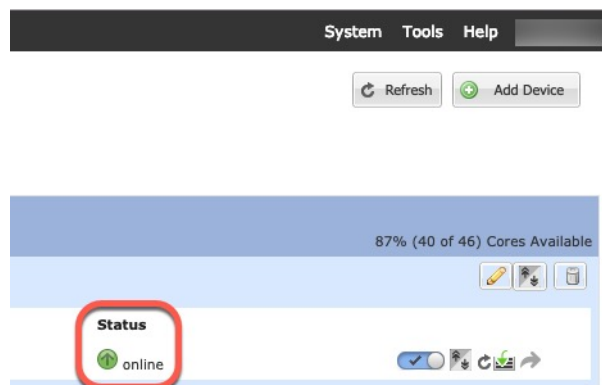 System Tools Help
Refresh Add Device
87% (40 of 46) Cores Available
Status
online